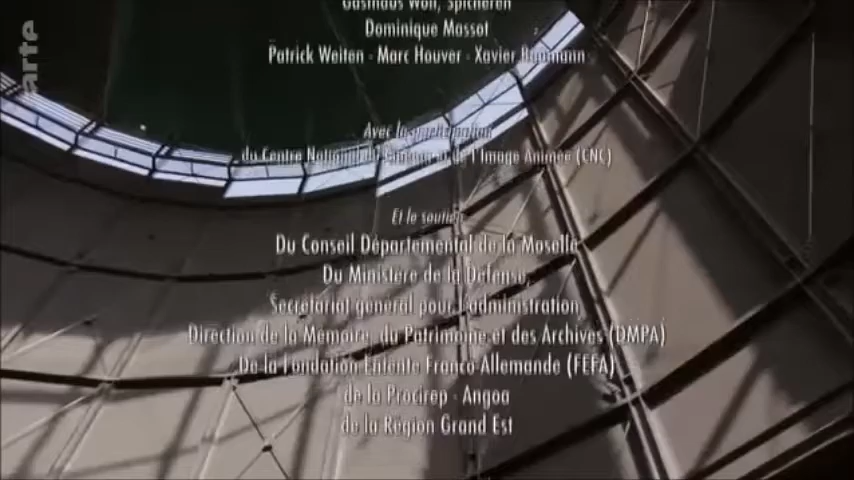 arte
Gasthaus Woll, Spicheren
Dominique Massot
Patrick Weiten - Marc Houver - Xavier Baumann
Avec la participation
du Centre National du Cinéma et de l'Image Animée (CNC)
Et le soutien
Du Conseil Départemental de la Moselle
Du Ministère de la Défense,
Secrétariat général pour l'administration
Direction de la Mémoire, du Patrimoine et des Archives (DMPA)
De la Fondation Entente Franco Allemande (FEFA)
de la Procirep - Angoa
de la Région Grand Est